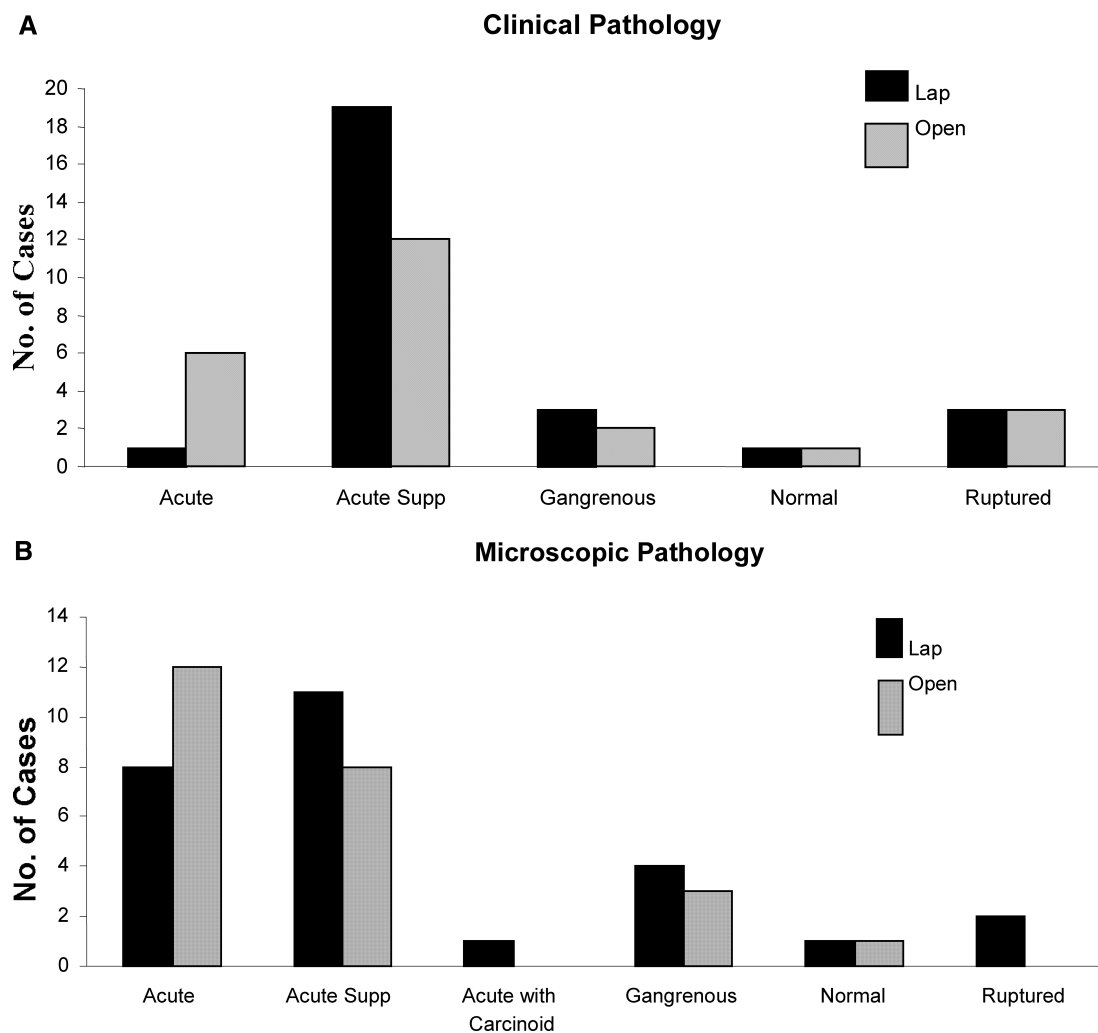 A
Clinical Pathology
Lap
Open
No. of Cases
20
18
16
14
12
10
8
6
4
2
0
Acute
Acute Supp
Gangrenous
Normal
Ruptured
B
Microscopic Pathology
Lap
Open
No. of Cases
14
12
10
8
6
4
2
0
Acute
Acute Supp
Acute with
Carcinoid
Gangrenous
Normal
Ruptured